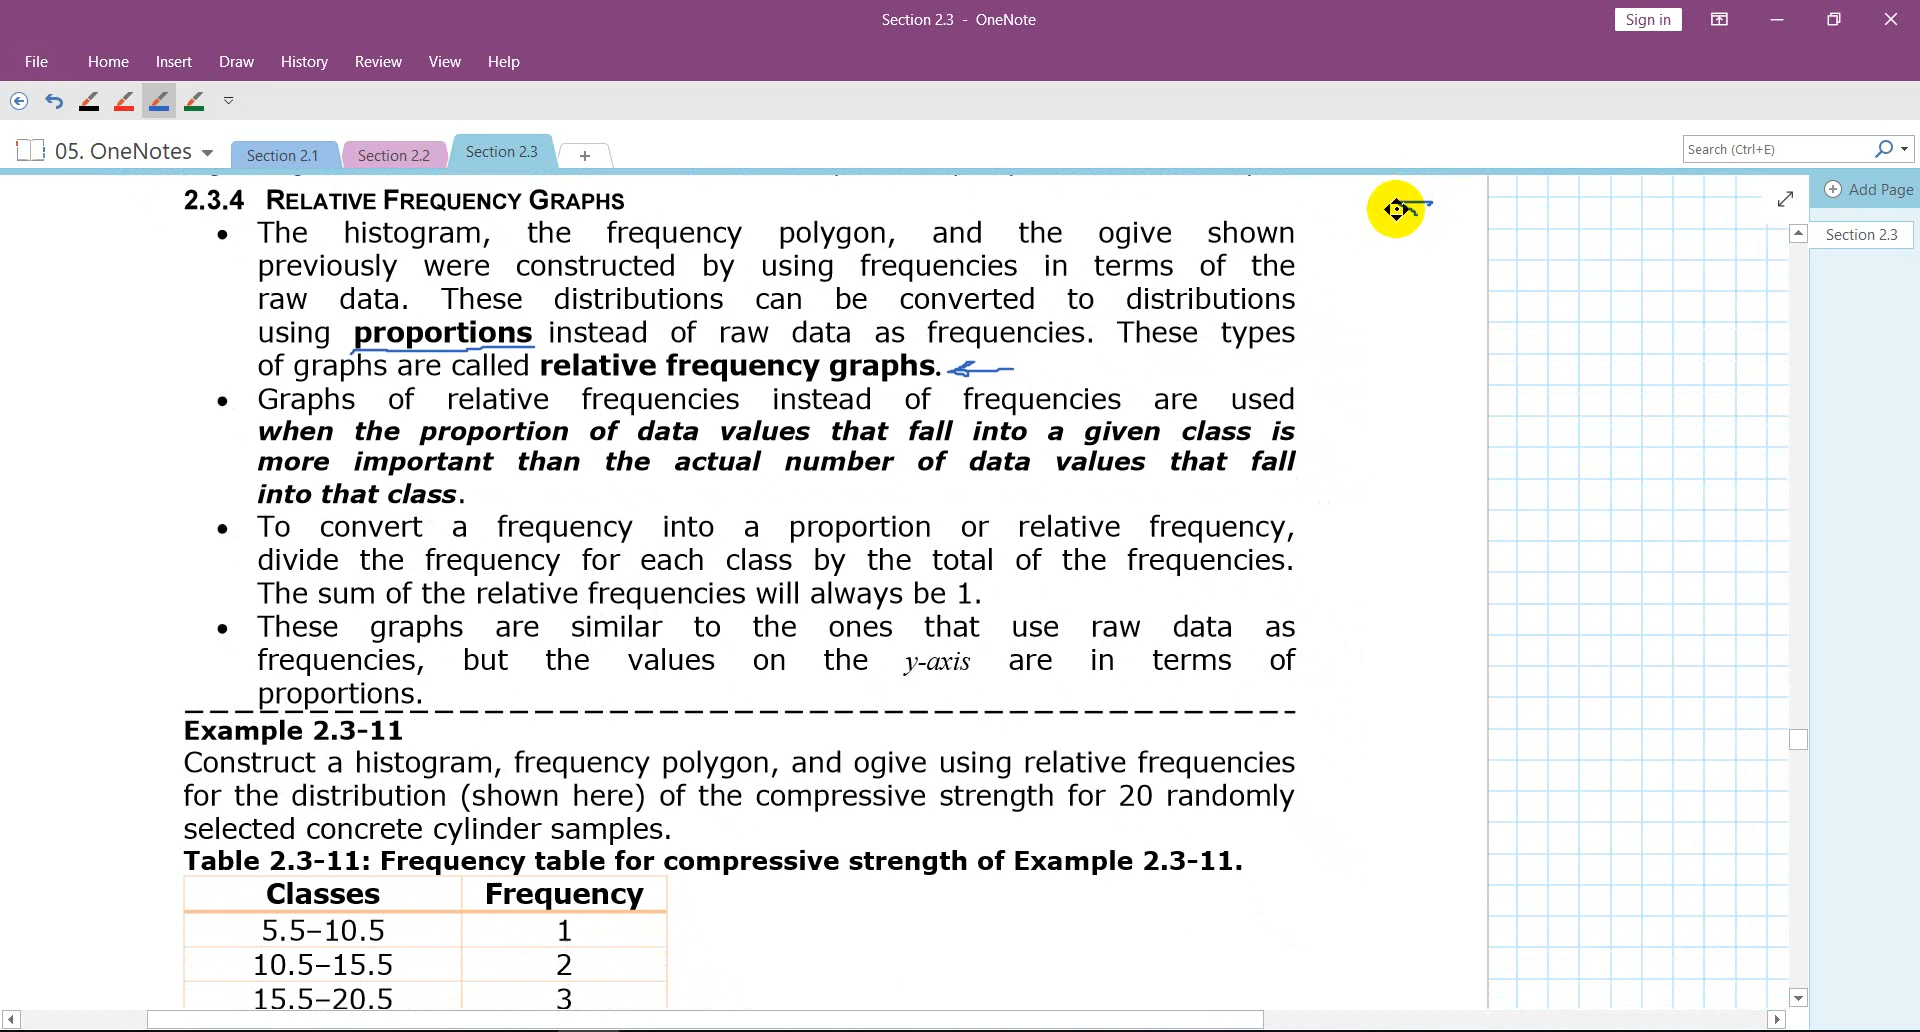 Section 2.3 - OneNote
Sign in
File Home Insert Draw History Review View Help
05. OneNotes
Section 2.1
Section 2.2
Section 2.3
Search (Ctrl+E)
Add Page
Section 2.3
2.3.4 RELATIVE FREQUENCY GRAPHS
• The histogram, the frequency polygon, and the ogive shown
previously were constructed by using frequencies in terms of the
raw data. These distributions can be converted to distributions
using proportions instead of raw data as frequencies. These types
of graphs are called relative frequency graphs.
• Graphs of relative frequencies instead of frequencies are used
when the proportion of data values that fall into a given class is
more important than the actual number of data values that fall
into that class.
• To convert a frequency into a proportion or relative frequency,
divide the frequency for each class by the total of the frequencies.
The sum of the relative frequencies will always be 1.
• These graphs are similar to the ones that use raw data as
frequencies, but the values on the y-axis are in terms of
proportions.
Example 2.3-11
Construct a histogram, frequency polygon, and ogive using relative frequencies
for the distribution (shown here) of the compressive strength for 20 randomly
selected concrete cylinder samples.
Table 2.3-11: Frequency table for compressive strength of Example 2.3-11.
Classes Frequency
5.5–10.5 1
10.5–15.5 2
15.5–20.5 3